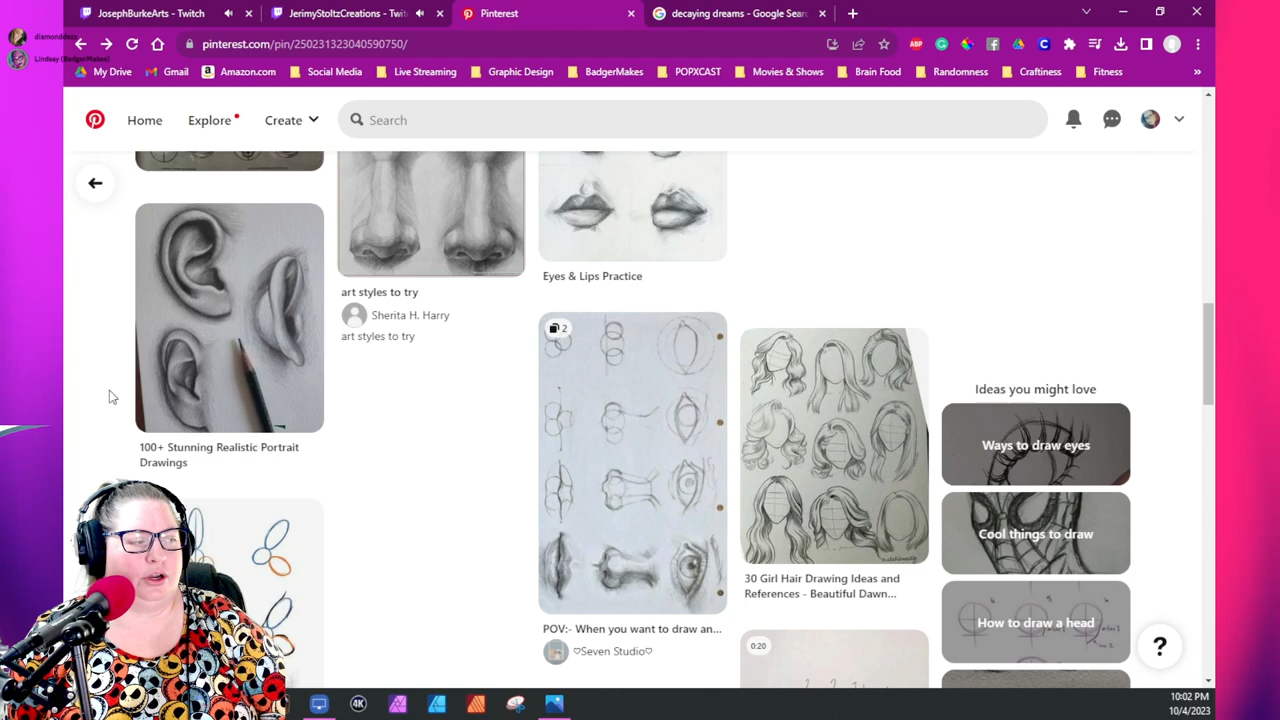 JosephBurkeArts - Twitch
JerimyStoltzCreations - Twit
Pinterest
decaying dreams - Google Sear
diamonddezz
Lindsay (BadgerMakes)
pinterest.com/pin/250231323040590750/
My Drive
Gmail
Amazon.com
Social Media
Live Streaming
Graphic Design
BadgerMakes
POPXCAST
Movies & Shows
Brain Food
Randomness
Craftiness
Fitness
Home
Explore
Create
Search
Eyes & Lips Practice
art styles to try
Sherita H. Harry
art styles to try
2
Ideas you might love
Ways to draw eyes
100+ Stunning Realistic Portrait
Drawings
Cool things to draw
30 Girl Hair Drawing Ideas and
References - Beautiful Dawn...
How to draw a head
POV:- When you want to draw an...
♡Seven Studio♡
0:20
?
4K
10:02 PM
10/4/2023